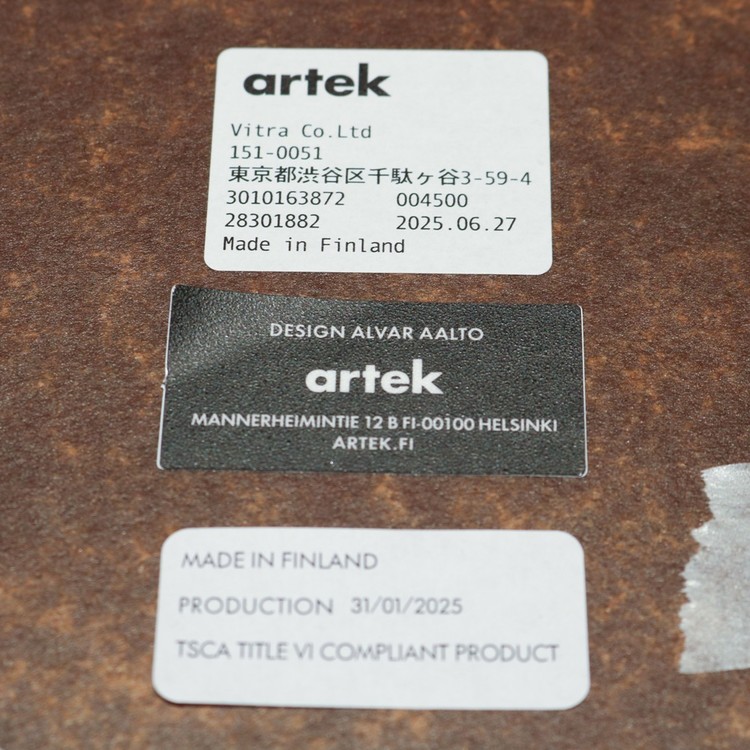 artek
Vitra Co.Ltd
151-0051
東京都渋谷区千駄ヶ谷3-59-4
3010163872 004500
28301882 2025.06.27
Made in Finland
DESIGN ALVAR AALTO
artek
MANNERHEIMINTIE 12 B FI-00100 HELSINKI
ARTEK.FI
MADE IN FINLAND
PRODUCTION 31/01/2025
TSCA TITLE VI COMPLIANT PRODUCT